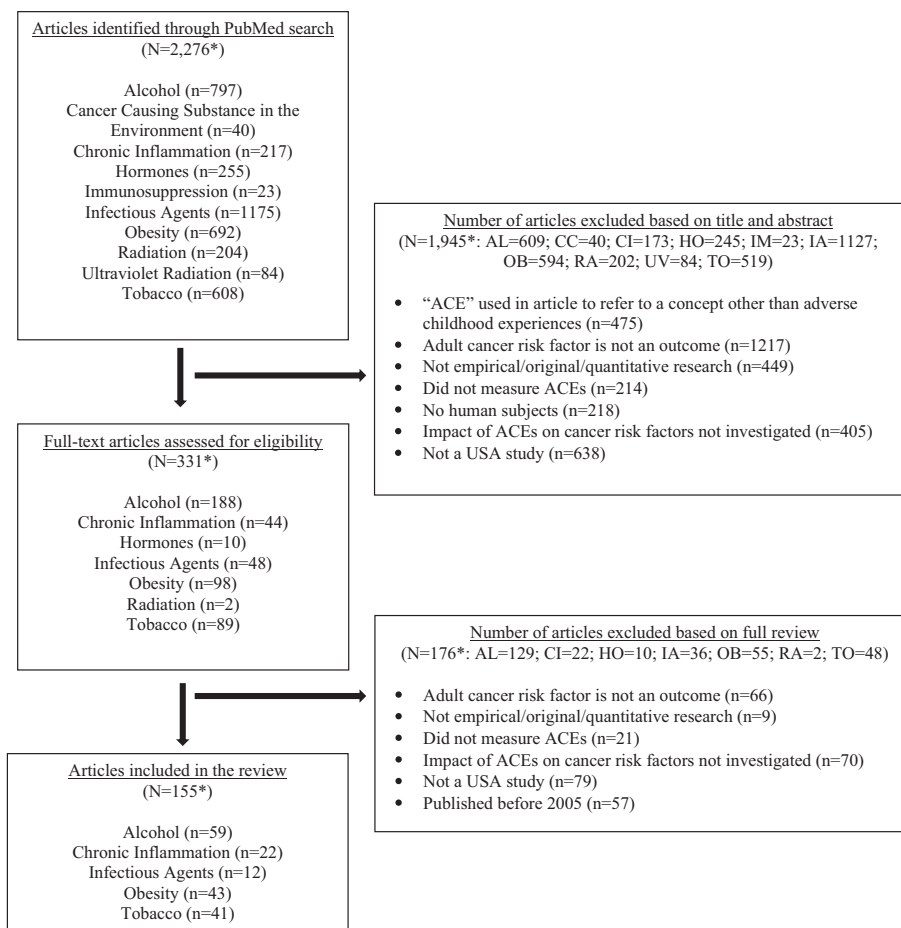 Articles identified through PubMed search
(N=2,276*)
Alcohol (n=797)
Cancer Causing Substance in the
Environment (n=40)
Chronic Inflammation (n=217)
Hormones (n=255)
Immunosuppression (n=23)
Infectious Agents (n=1175)
Obesity (n=692)
Radiation (n=204)
Ultraviolet Radiation (n=84)
Tobacco (n=608)
Number of articles excluded based on title and abstract
(N=1,945*: AL=609; CC=40; CI=173; HO=245; IM=23; IA=1127;
OB=594; RA=202; UV=84; TO=519)
• “ACE” used in article to refer to a concept other than adverse
childhood experiences (n=475)
• Adult cancer risk factor is not an outcome (n=1217)
• Not empirical/original/quantitative research (n=449)
• Did not measure ACEs (n=214)
• No human subjects (n=218)
• Impact of ACEs on cancer risk factors not investigated (n=405)
• Not a USA study (n=638)
Full-text articles assessed for eligibility
(N=331*)
Alcohol (n=188)
Chronic Inflammation (n=44)
Hormones (n=10)
Infectious Agents (n=48)
Obesity (n=98)
Radiation (n=2)
Tobacco (n=89)
Number of articles excluded based on full review
(N=176*: AL=129; CI=22; HO=10; IA=36; OB=55; RA=2; TO=48)
• Adult cancer risk factor is not an outcome (n=66)
• Not empirical/original/quantitative research (n=9)
• Did not measure ACEs (n=21)
• Impact of ACEs on cancer risk factors not investigated (n=70)
• Not a USA study (n=79)
• Published before 2005 (n=57)
Articles included in the review
(N=155*)
Alcohol (n=59)
Chronic Inflammation (n=22)
Infectious Agents (n=12)
Obesity (n=43)
Tobacco (n=41)